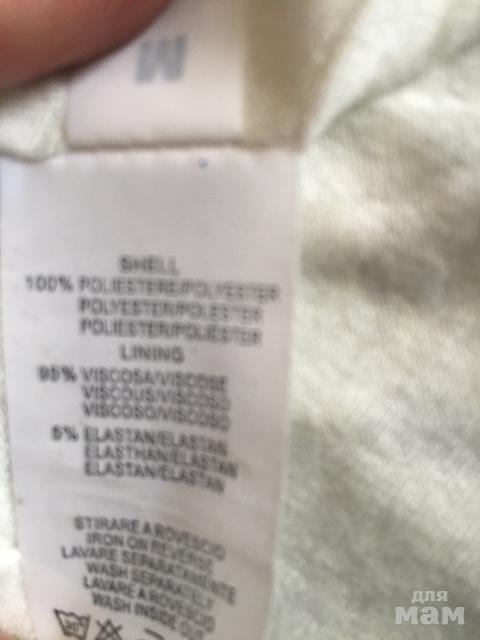 M
SHELL
100% POLIESTERE/POLYESTER
POLYESTER/POLIESTER
POLIESTER/POLIÉSTER
LINING
95% VISCOSA/VISCOSE
VISCOUS/VISCOSO
VISCOSO/VISCOSO
5% ELASTAN/ELASTAN
ELASTHAN/ELASTAN
ELASTAN/ELASTAN
STIRARE A ROVESCIO
IRON ON REVERSE
LAVARE SEPARATAMENTE
WASH SEPARATELY
LAVARE A ROVESCIO
WASH INSIDE OUT
30
для
мам